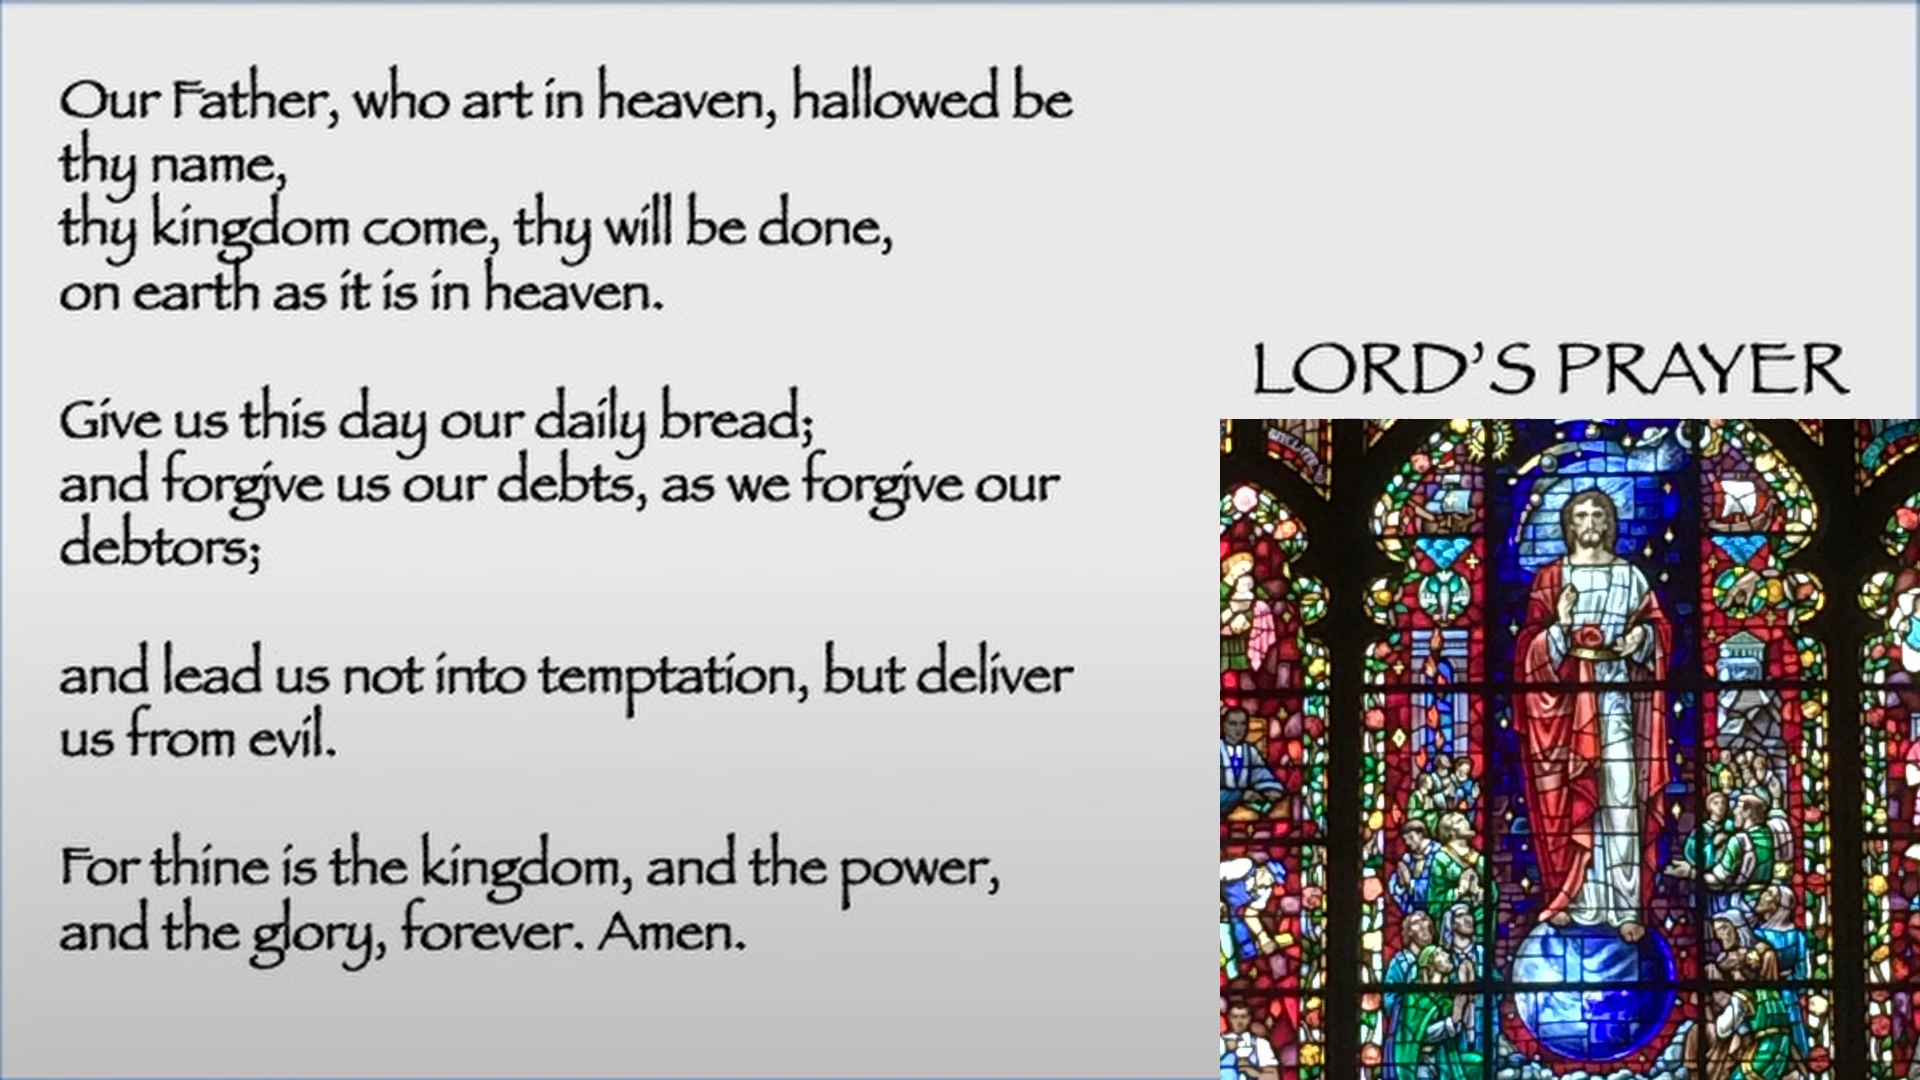 Our Father, who art in heaven, hallowed be
thy name,
thy kingdom come, thy will be done,
on earth as it is in heaven.
Give us this day our daily bread;
and forgive us our debts, as we forgive our
debtors;
and lead us not into temptation, but deliver
us from evil.
For thine is the kingdom, and the power,
and the glory, forever. Amen.
LORD'S PRAYER